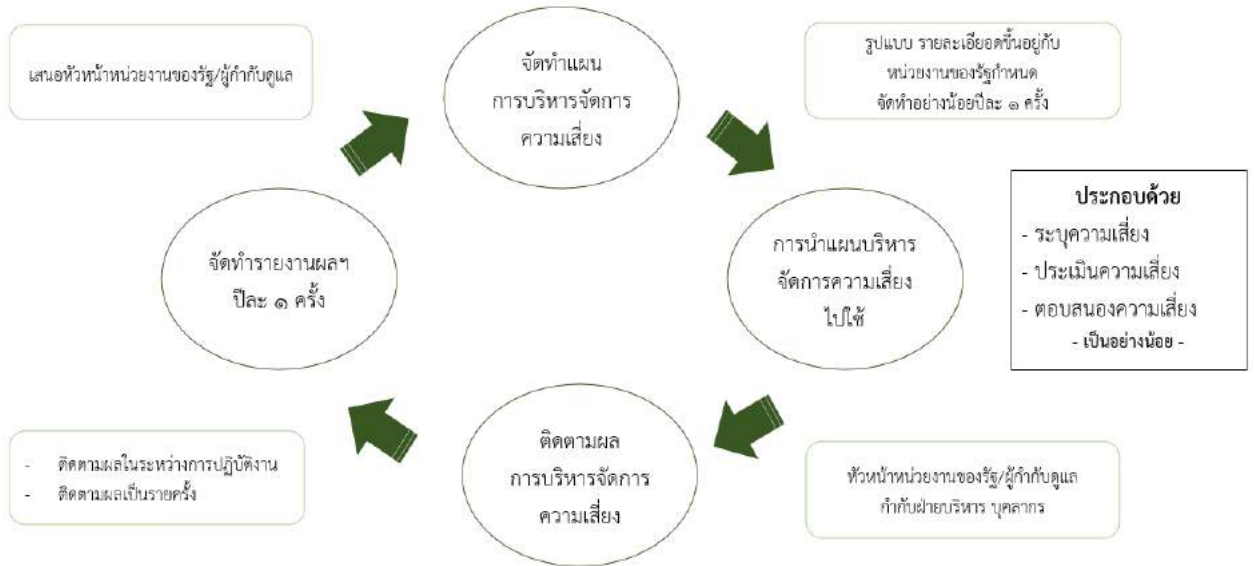 เสนอหัวหน้าหน่วยงานของรัฐ/ผู้กำกับดูแล
จัดทำแผน
การบริหารจัดการ
ความเสี่ยง
รูปแบบ รายละเอียดขึ้นอยู่กับ
หน่วยงานของรัฐกำหนด
จัดทำอย่างน้อยปีละ ๑ ครั้ง
จัดทำรายงานผลฯ
ปีละ ๑ ครั้ง
การนำแผนบริหาร
จัดการความเสี่ยง
ไปใช้
ประกอบด้วย
- ระบุความเสี่ยง
- ประเมินความเสี่ยง
- ตอบสนองความเสี่ยง
- เป็นอย่างน้อย -
- ติดตามผลในระหว่างการปฏิบัติงาน
- ติดตามผลเป็นรายครั้ง
ติดตามผล
การบริหารจัดการ
ความเสี่ยง
หัวหน้าหน่วยงานของรัฐ/ผู้กำกับดูแล
กำกับฝ่ายบริหาร บุคลากร